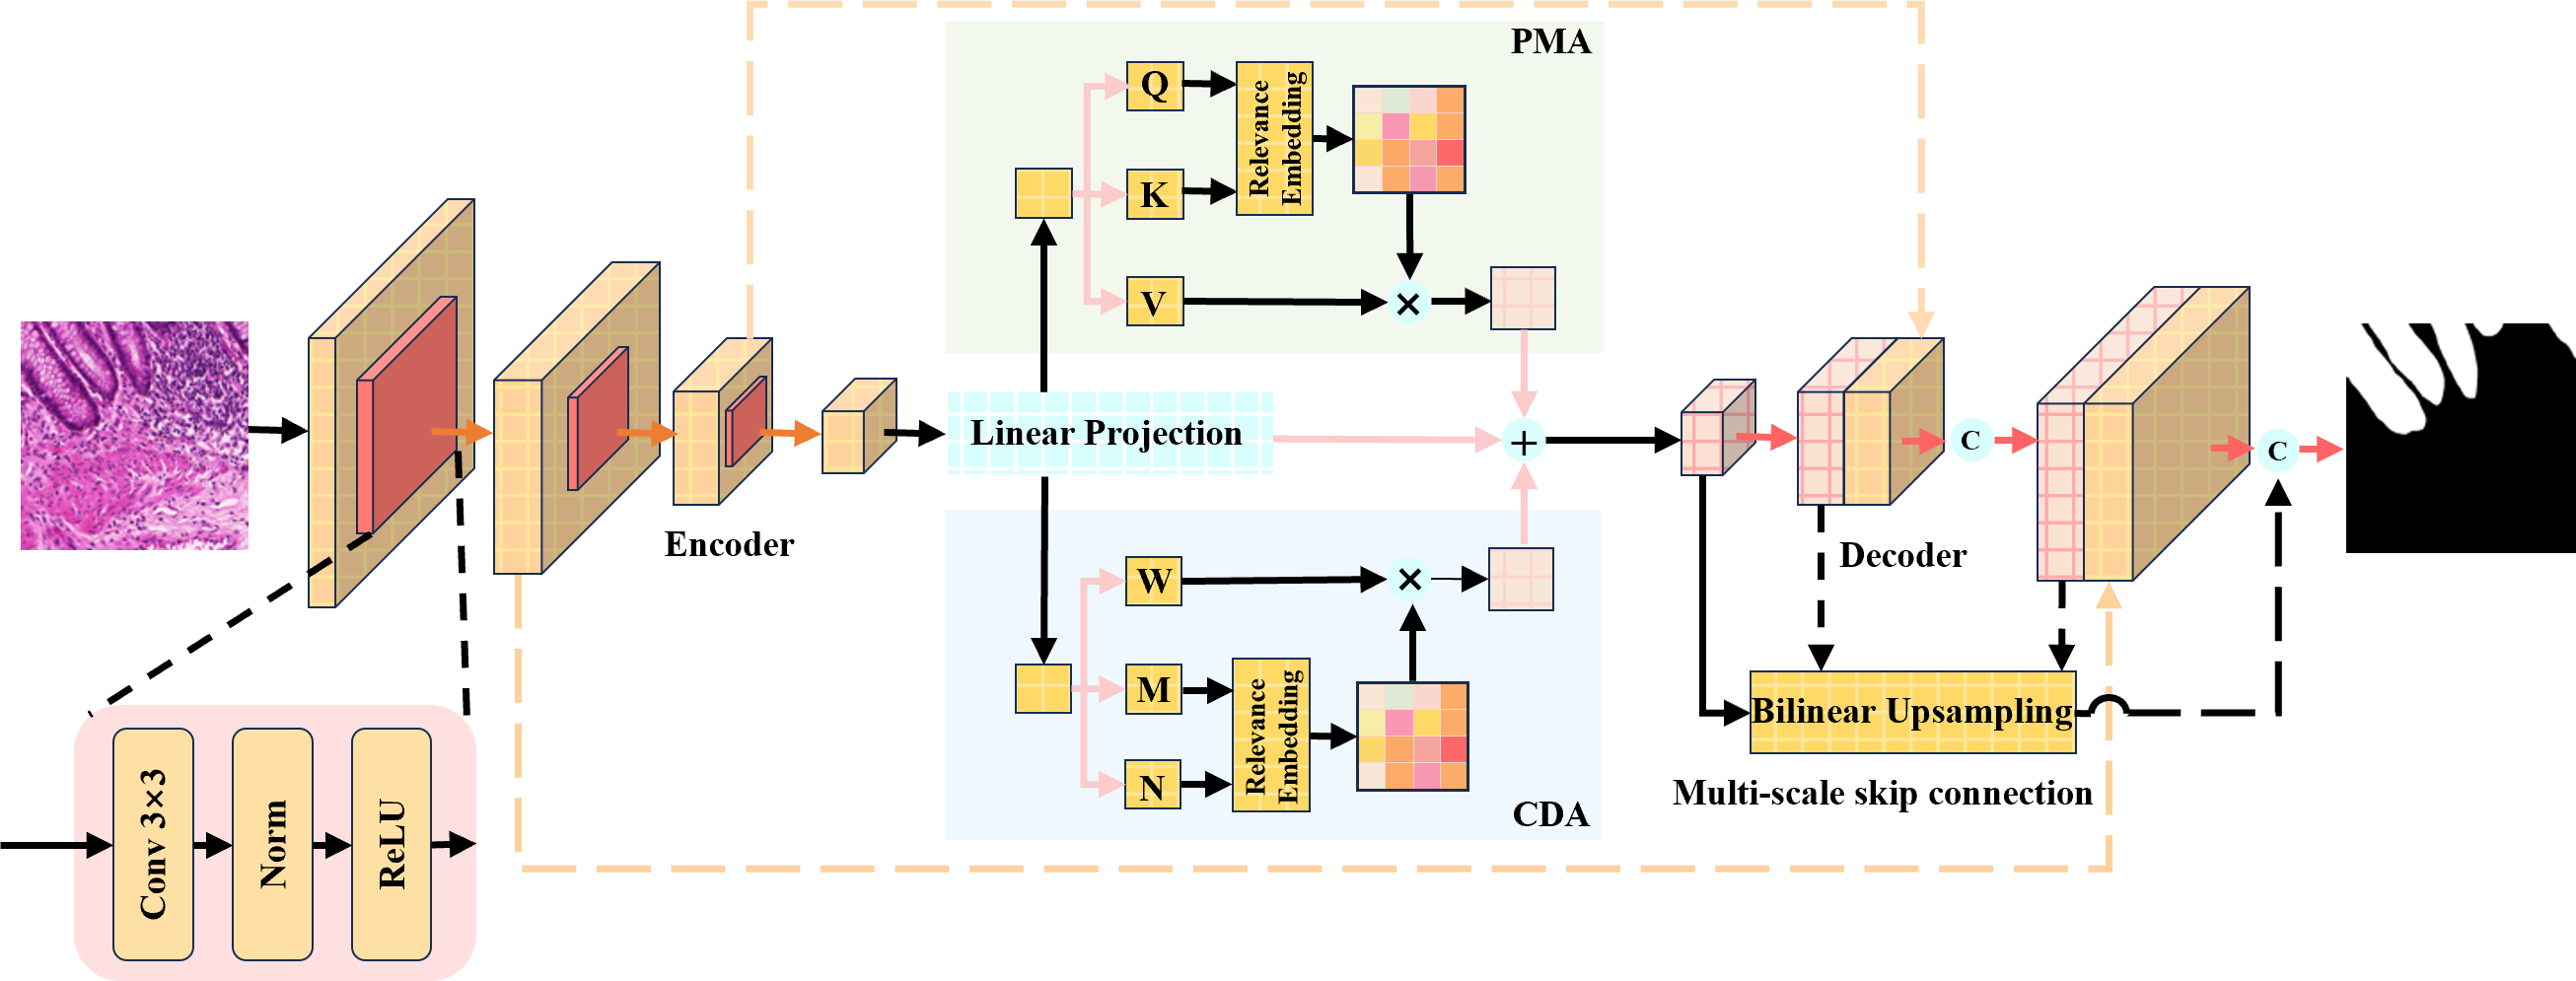 PMA
Q
K
V
Relevance
Embedding
×
Linear Projection
+
Encoder
W
M
N
Relevance
Embedding
×
CDA
Conv 3×3
Norm
ReLU
Decoder
C
C
Bilinear Upsampling
Multi-scale skip connection